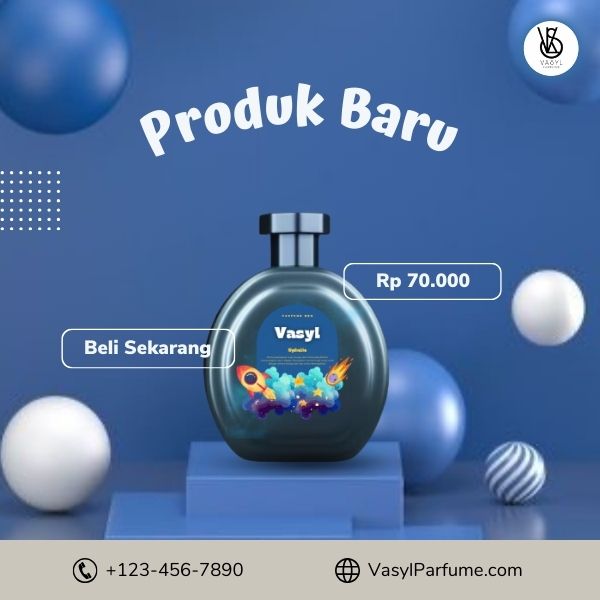 VASYL
Produk Baru
Rp 70.000
Vasyl
Beli Sekarang
+123-456-7890
VasylParfume.com